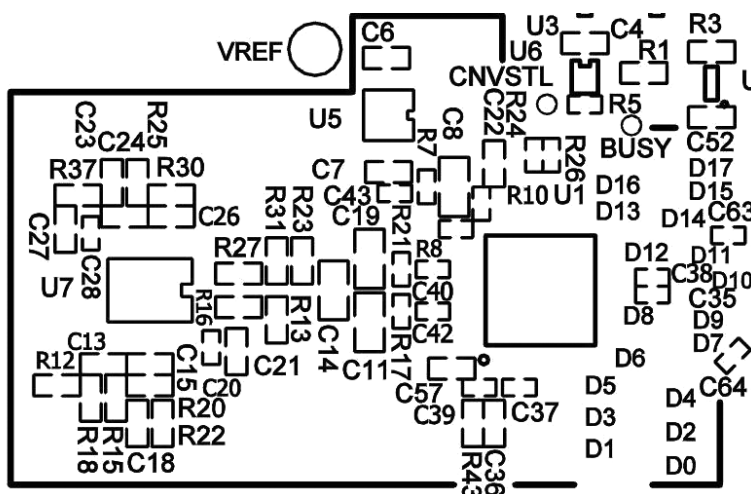 C6
U3
C4
R3
VREF
U6
R1
CNVSTL
U
U5
C8
C22
R24
R5
C23
C24
R25
BUSY
C52
R7
R26
D17
R37
R30
C7
C43
R10
U1
D16
D15
C27
C28
C26
R31
R23
C19
R21
D13
D14
C63
R27
R8
D12
D11
U7
C38
D10
C40
C35
R16
R13
C42
D8
D9
C14
D7
C13
C21
C11
R17
D6
R12
C15
C20
C57
D5
C64
R20
C39
C37
D4
D3
R22
D2
R18
R15
C18
R43
C36
D1
D0